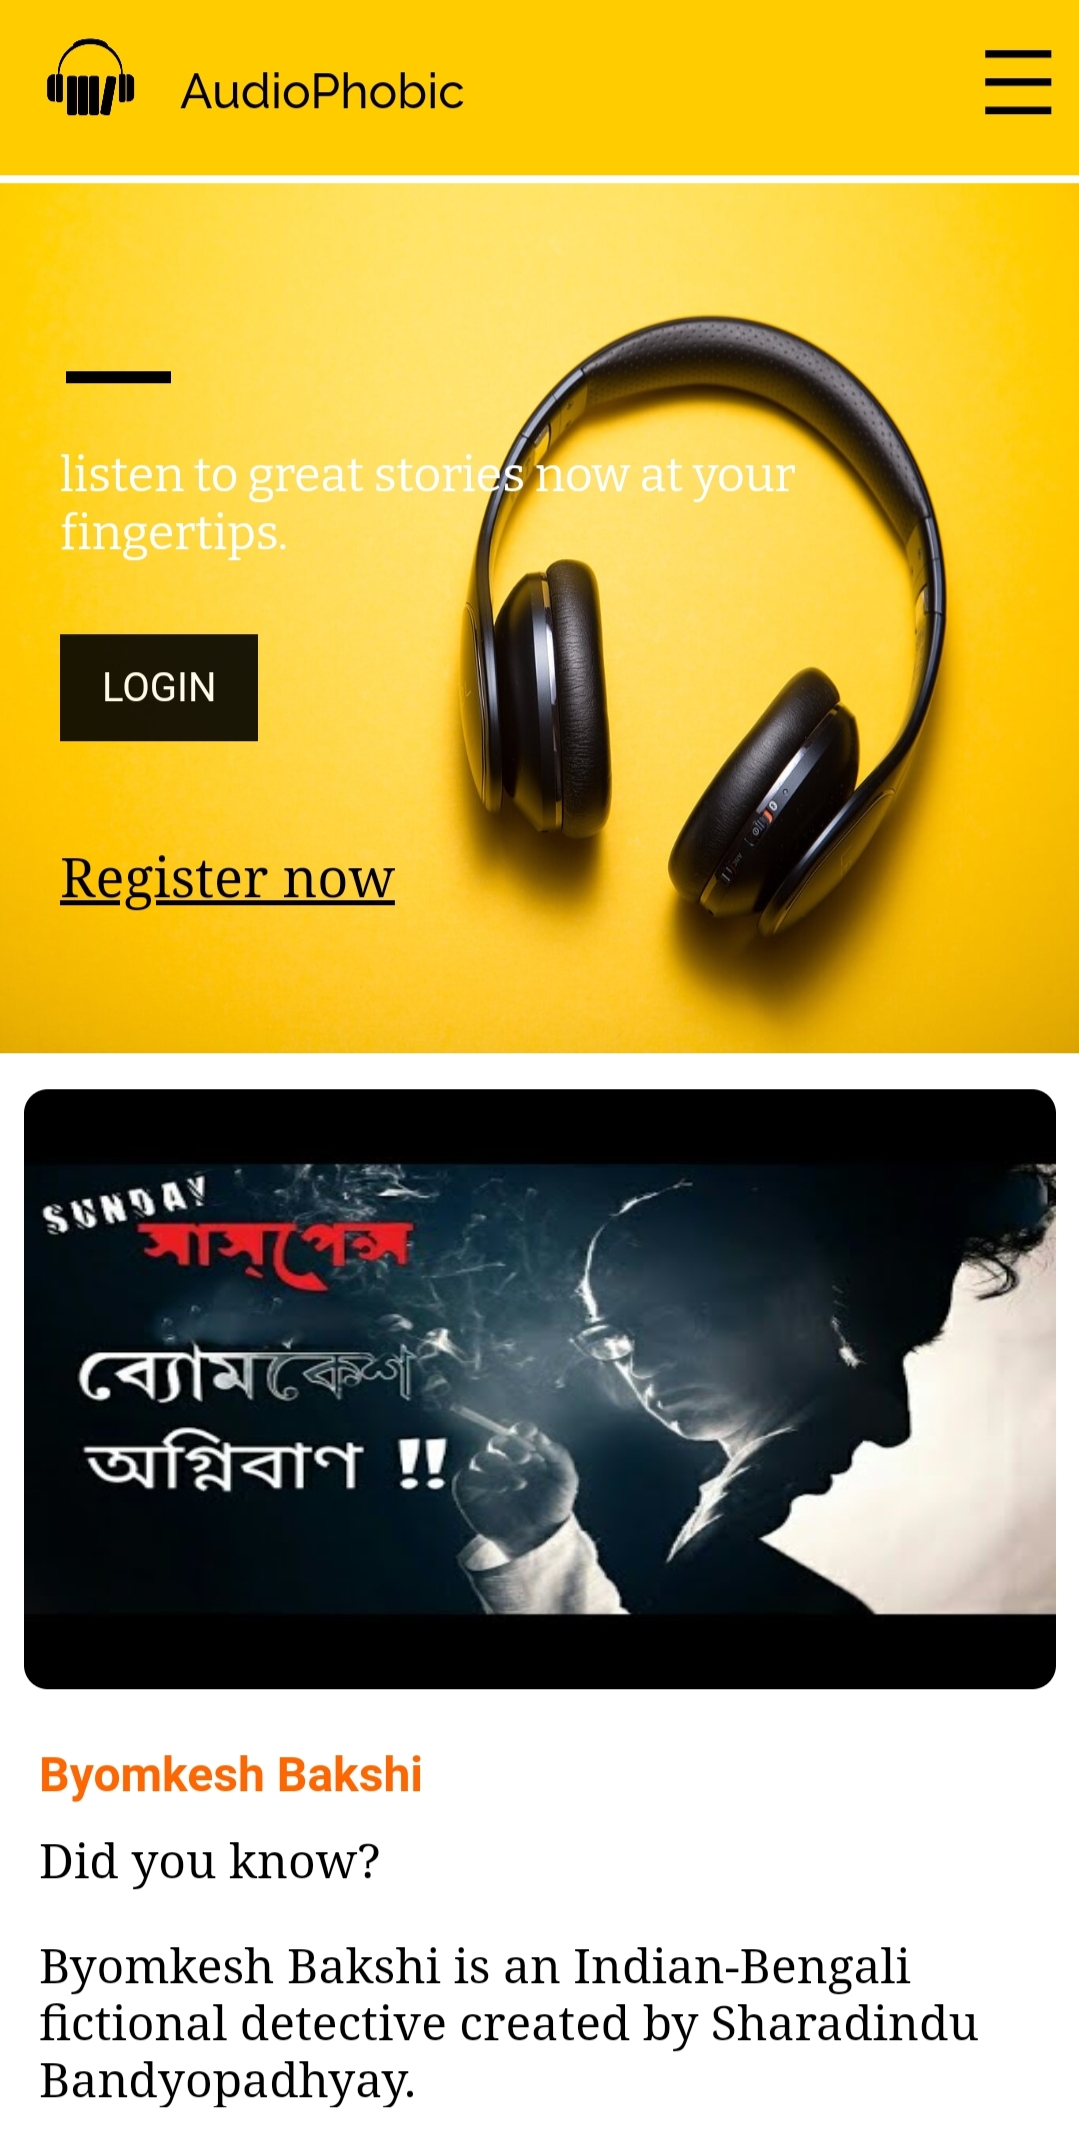 AudioPhobic
listen to great stories now at your
fingertips.
LOGIN
Register now
SUNDAY
সাস্পেন্স
ব্যোমকেশ
অগ্নিবাণ !!
Byomkesh Bakshi
Did you know?
Byomkesh Bakshi is an Indian-Bengali
fictional detective created by Sharadindu
Bandyopadhyay.